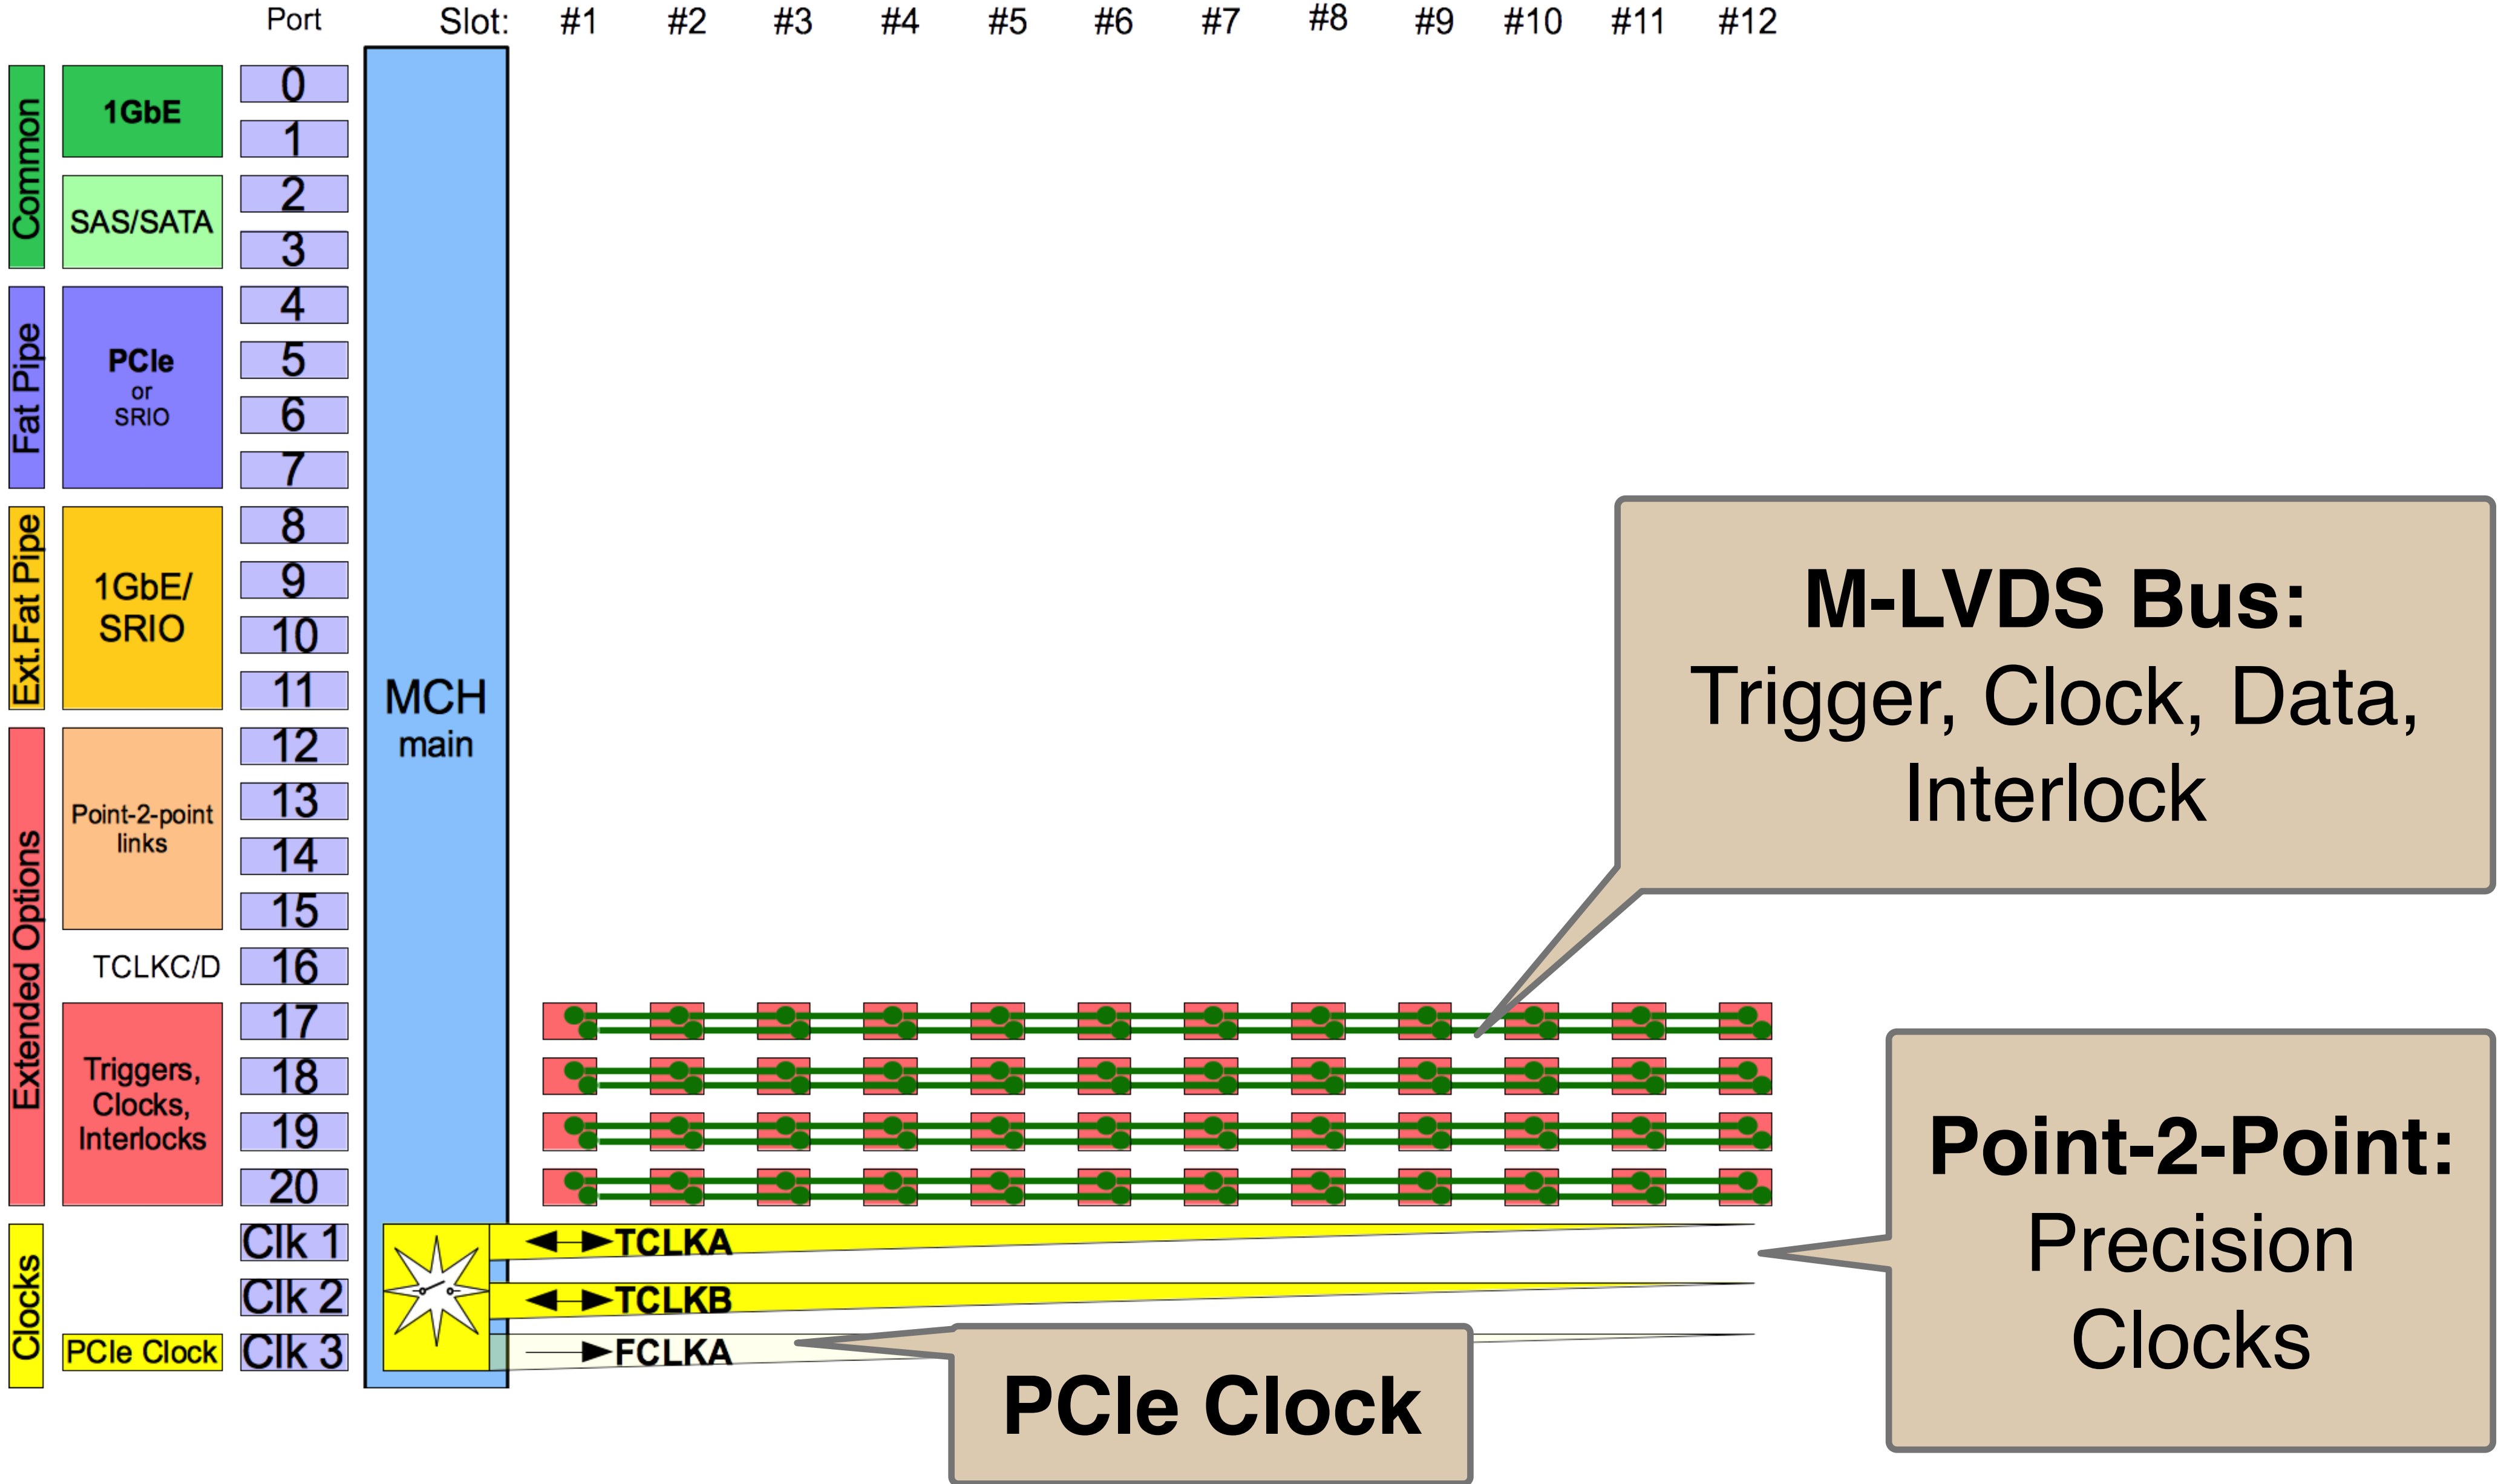 Port Slot: #1 #2 #3 #4 #5 #6 #7 #8 #9 #10 #11 #12
Common
1GbE
SAS/SATA
0
1
2
3
Fat Pipe
PCIe
or
SRIO
4
5
6
7
Ext.Fat Pipe
1GbE/
SRIO
8
9
10
11
Extended Options
Point-2-point
links
12
13
14
15
TCLKC/D
16
Triggers,
Clocks,
Interlocks
17
18
19
20
Clocks
Clk 1
Clk 2
PCIe Clock
Clk 3
MCH
main
TCLKA
TCLKB
FCLKA
M-LVDS Bus:
Trigger, Clock, Data,
Interlock
Point-2-Point:
Precision
Clocks
PCIe Clock